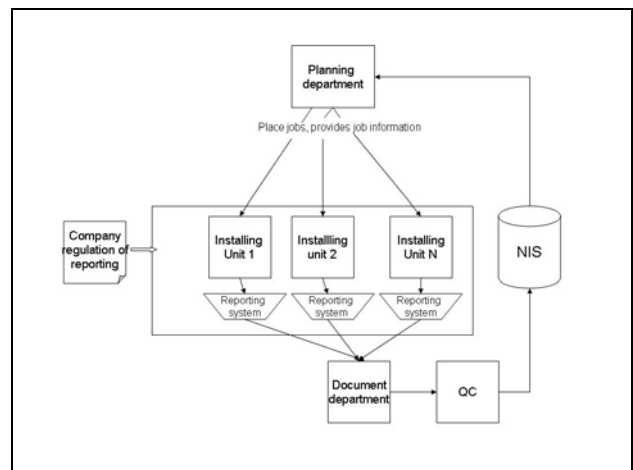 Planning
department
Place jobs, provides job information
Company
regulation of
reporting
Installing
Unit 1
Installling
unit 2
Installing
Unit N
NIS
Reporting
system
Reporting
system
Reporting
system
Document
department
QC